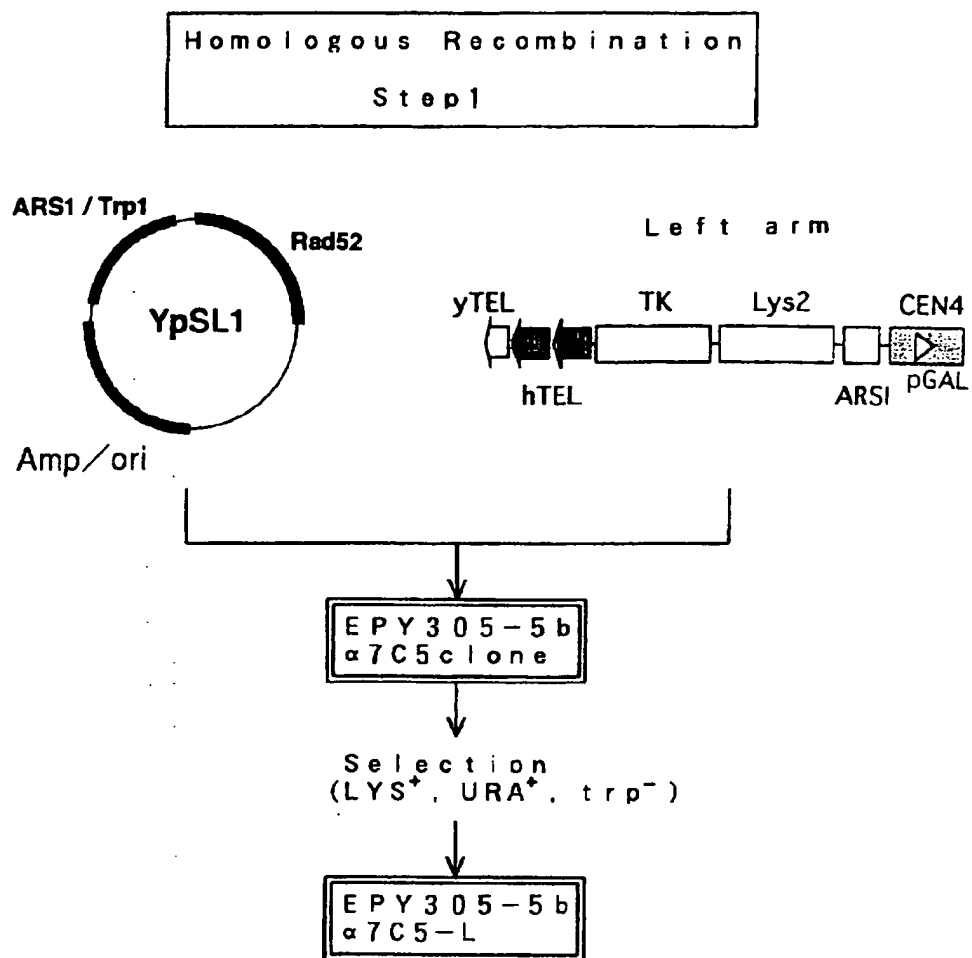 Homologous Recombination
Step1
ARS1 / Trp1
Rad52
YpSL1
Amp/ori
Left arm
yTEL
TK
Lys2
CEN4
hTEL
ARSI
pGAL
EPY305-5b
α7C5clone
Selection
(LYS⁺, URA⁺, trp⁻)
EPY305-5b
α7C5-L